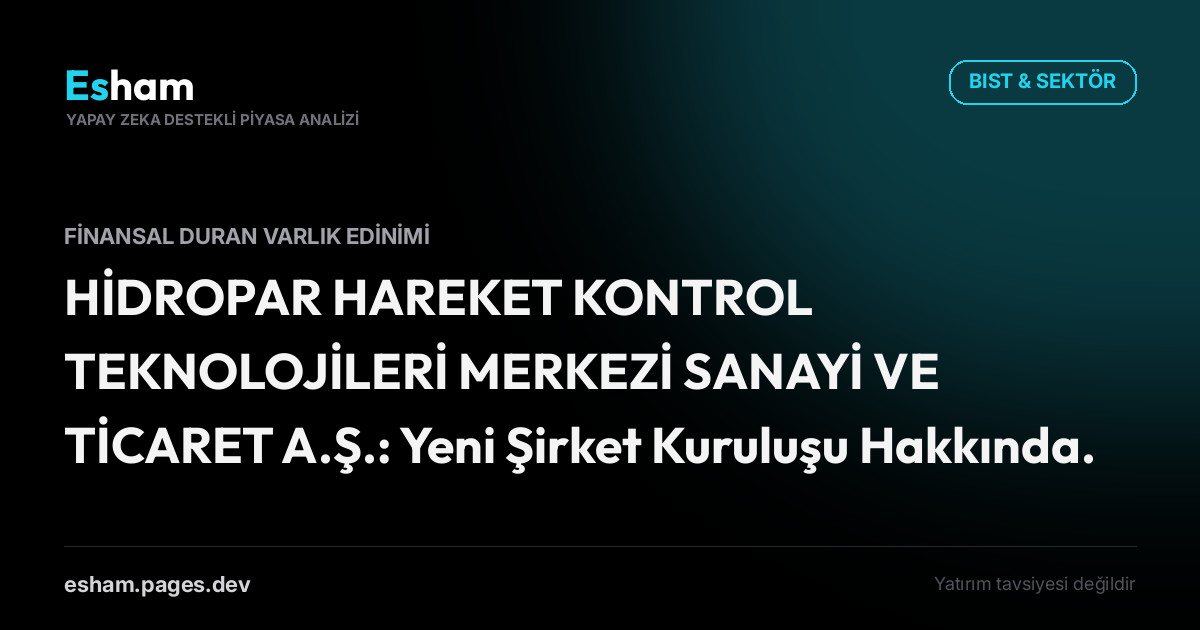 Esham
BIST & SEKTÖR
YAPAY ZEKA DESTEKLİ PİYASA ANALİZİ
FİNANSAL DURAN VARLIK EDİNİMİ
HİDROPAR HAREKET KONTROL
TEKNOLOJİLERİ MERKEZİ SANAYİ VE
TİCARET A.Ş.: Yeni Şirket Kuruluşu Hakkında.
esham.pages.dev
Yatırım tavsiyesi değildir